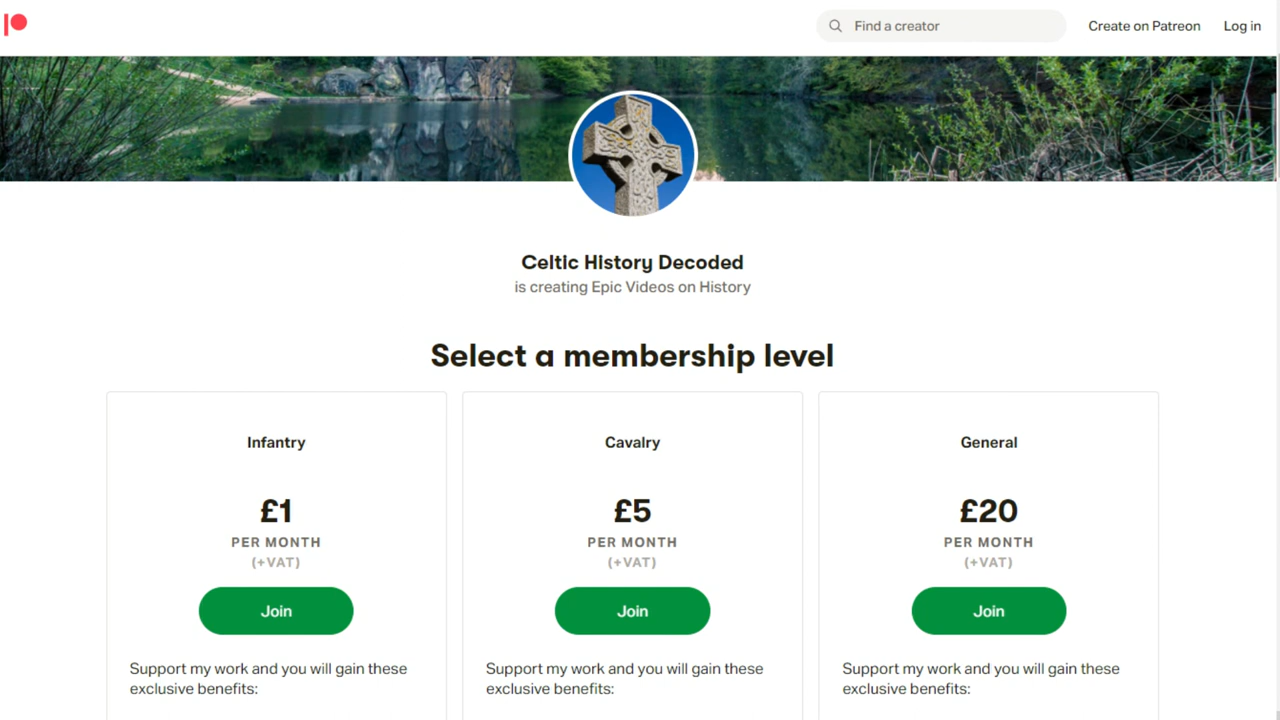 Find a creator
Create on Patreon
Log in
Celtic History Decoded
is creating Epic Videos on History
Select a membership level
Infantry
£1
PER MONTH
(+VAT)
Join
Support my work and you will gain these
exclusive benefits:
Cavalry
£5
PER MONTH
(+VAT)
Join
Support my work and you will gain these
exclusive benefits:
General
£20
PER MONTH
(+VAT)
Join
Support my work and you will gain these
exclusive benefits: